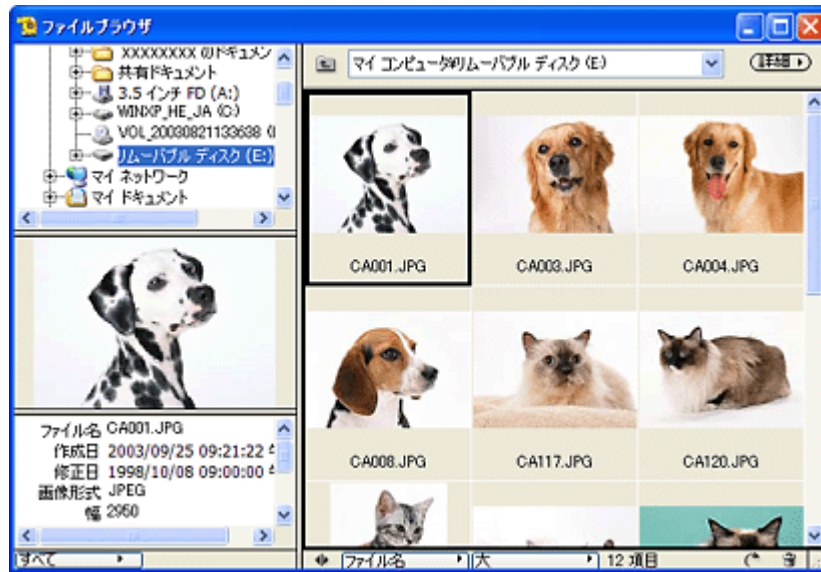 ファイルブラウザ
XXXXXXXX のドキュメン
共有ドキュメント
3.5 インチ FD (A:)
WINXP_HE_JA (C:)
VOL_20030821133638 (I
リムーバブル ディスク (E:)
マイ ネットワーク
マイ ドキュメント
マイ コンピュータ¥リムーバブル ディスク (E:)
詳細
CA001.JPG
CA003.JPG
CA004.JPG
CA008.JPG
CA117.JPG
CA120.JPG
ファイル名 CA001.JPG
作成日 2003/09/25 09:21:22
修正日 1998/10/08 09:00:00
画像形式 JPEG
幅 2950
すべて
ファイル名
大
12 項目